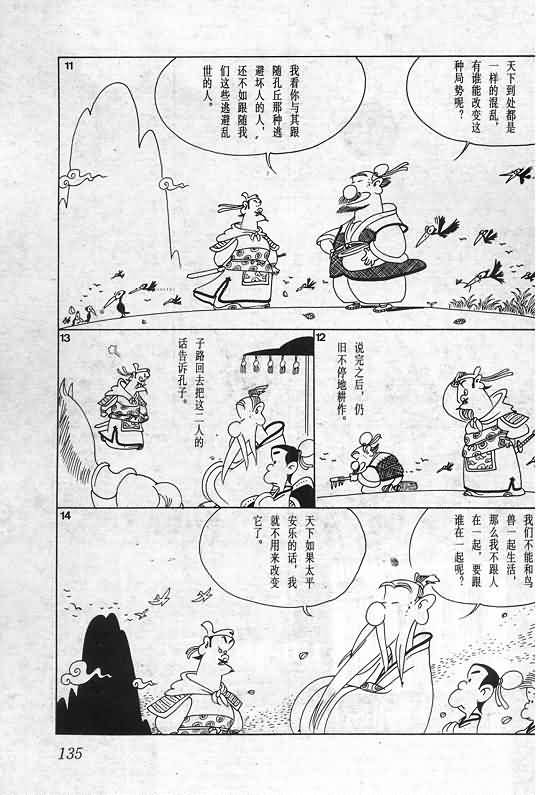 11
天下到处都是
一样的混乱，
有谁能改变这
种局势呢？
我看你与其跟
随孔丘那种逃
避坏人的人，
还不如跟随我
们这些逃避乱
世的人。
12
说完之后，仍
旧不停地耕作。
13
子路回去把这二人的
话告诉孔子。
14
我们不能和鸟
兽一起生活，
那么我不跟人
在一起，要跟
谁在一起呢？
天下如果太平
安乐的话，我
就不用来改变
它了。
135